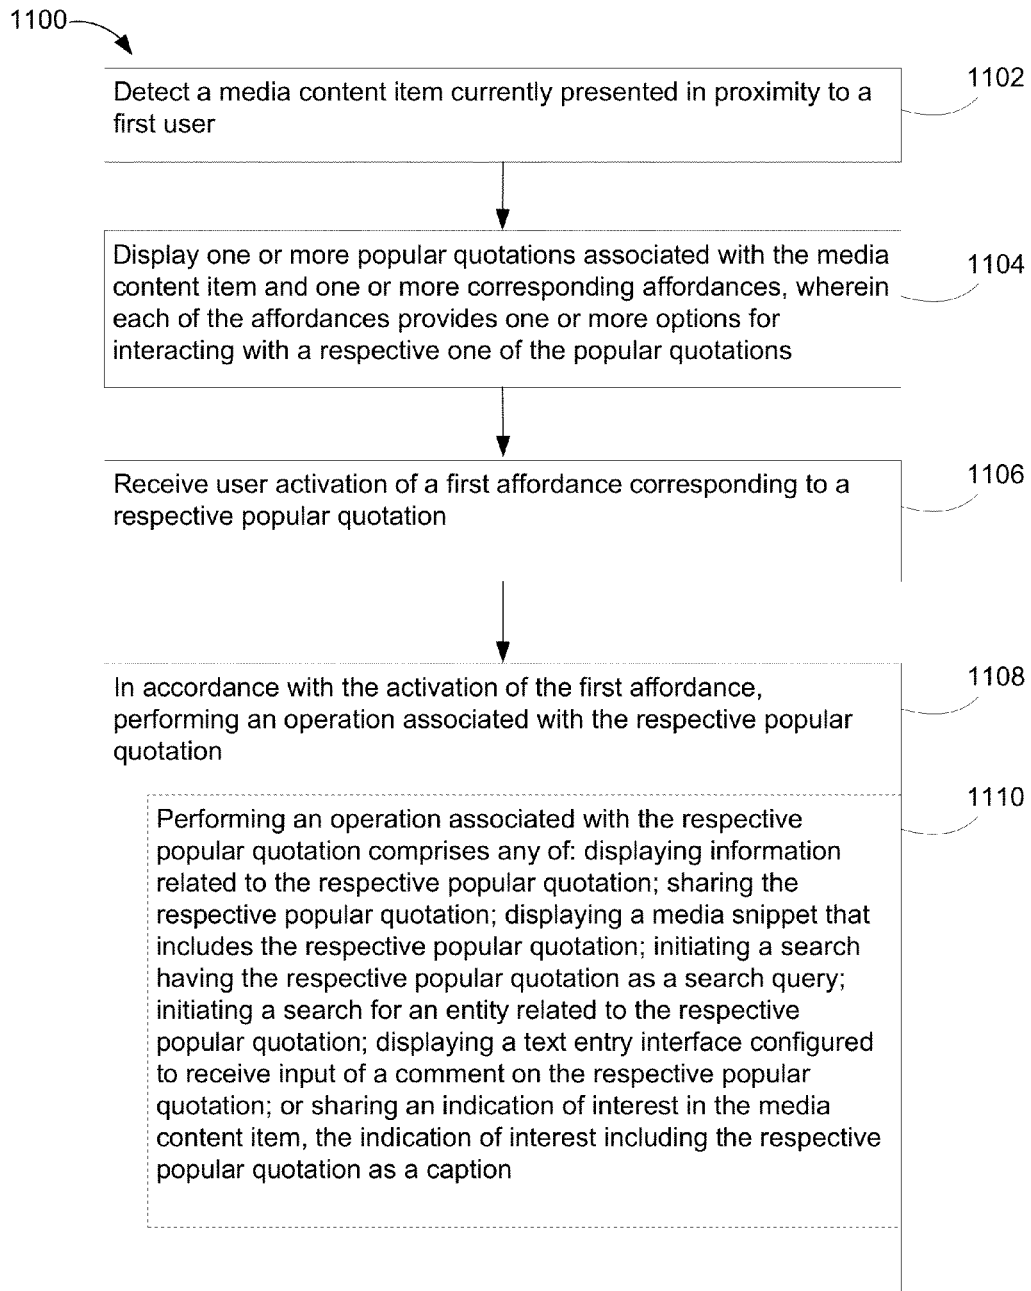 1100
1102
Detect a media content item currently presented in proximity to a
first user
1104
Display one or more popular quotations associated with the media
content item and one or more corresponding affordances, wherein
each of the affordances provides one or more options for
interacting with a respective one of the popular quotations
1106
Receive user activation of a first affordance corresponding to a
respective popular quotation
1108
In accordance with the activation of the first affordance,
performing an operation associated with the respective popular
quotation
1110
Performing an operation associated with the respective
popular quotation comprises any of: displaying information
related to the respective popular quotation; sharing the
respective popular quotation; displaying a media snippet that
includes the respective popular quotation; initiating a search
having the respective popular quotation as a search query;
initiating a search for an entity related to the respective
popular quotation; displaying a text entry interface configured
to receive input of a comment on the respective popular
quotation; or sharing an indication of interest in the media
content item, the indication of interest including the respective
popular quotation as a caption